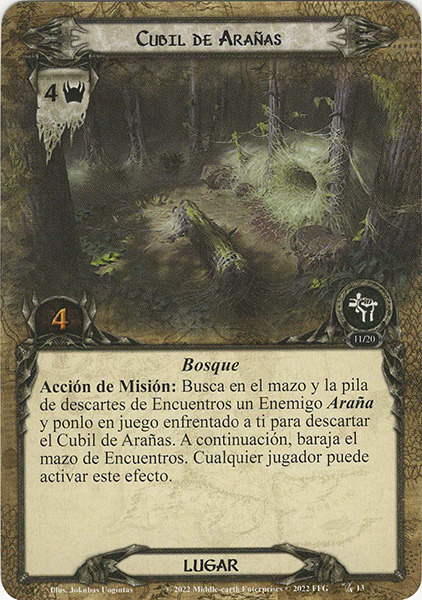 Cubil de Arañas
4
4
11/20
Bosque
Acción de Misión: Busca en el mazo y la pila
de descartes de Encuentros un Enemigo Araña
y ponlo en juego enfrentado a ti para descartar
el Cubil de Arañas. A continuación, baraja el
mazo de Encuentros. Cualquier jugador puede
activar este efecto.
LUGAR
Illus. Jokubas Uogintas
©2022 Middle-earth Enterprises © 2022 FFG
13